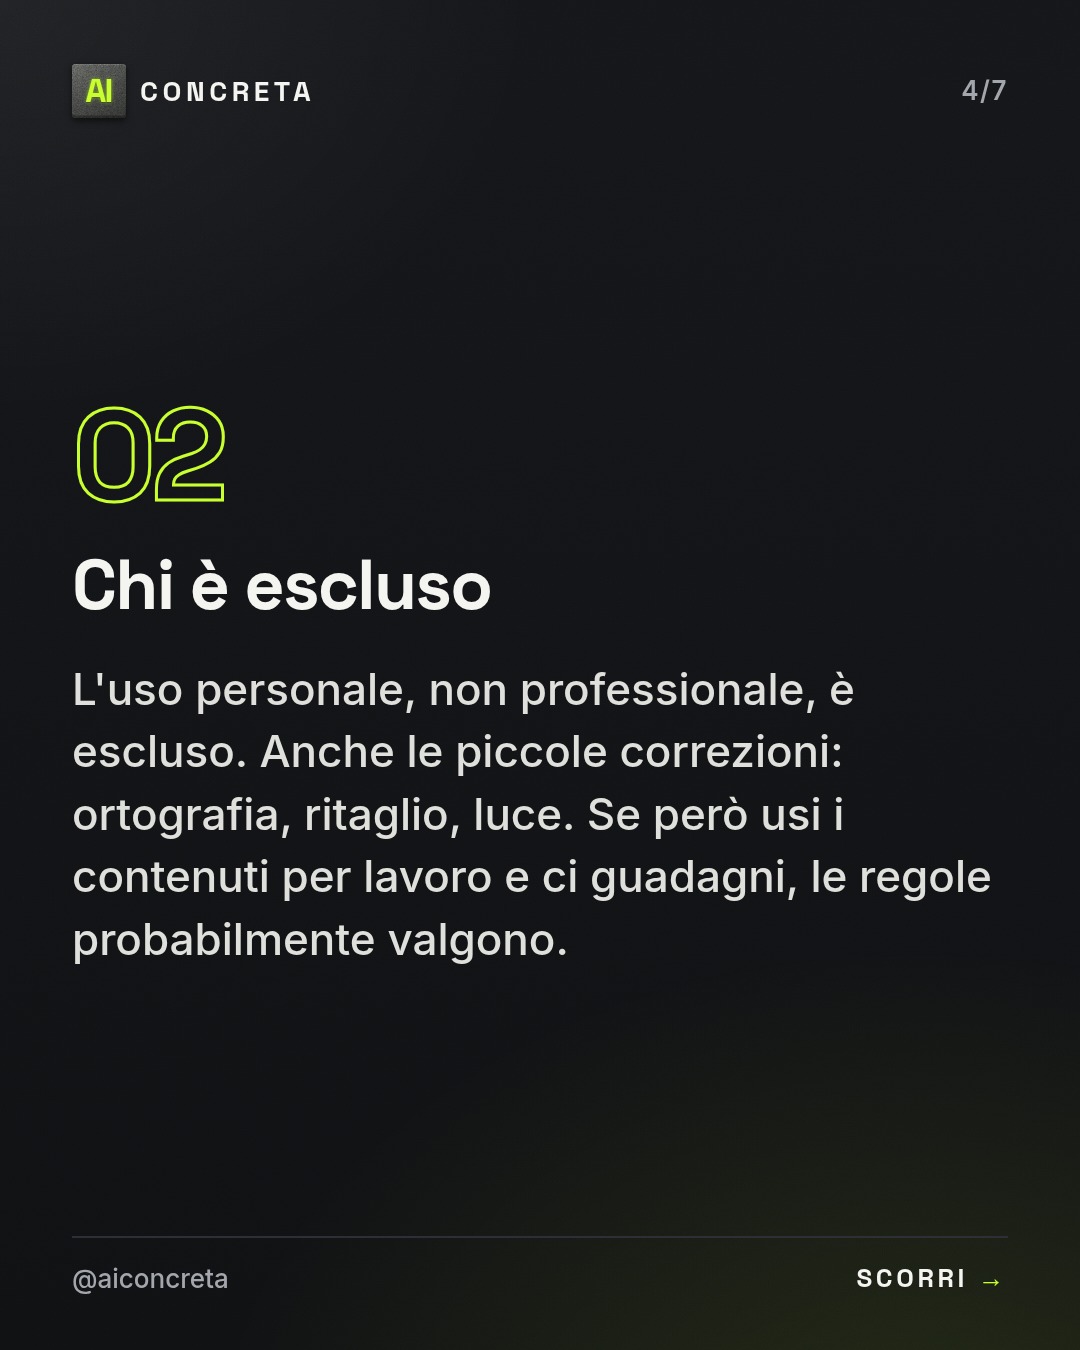 AI CONCRETA
4/7
02
Chi è escluso
L'uso personale, non professionale, è
escluso. Anche le piccole correzioni:
ortografia, ritaglio, luce. Se però usi i
contenuti per lavoro e ci guadagni, le regole
probabilmente valgono.
@aiconcreta
SCORRI →